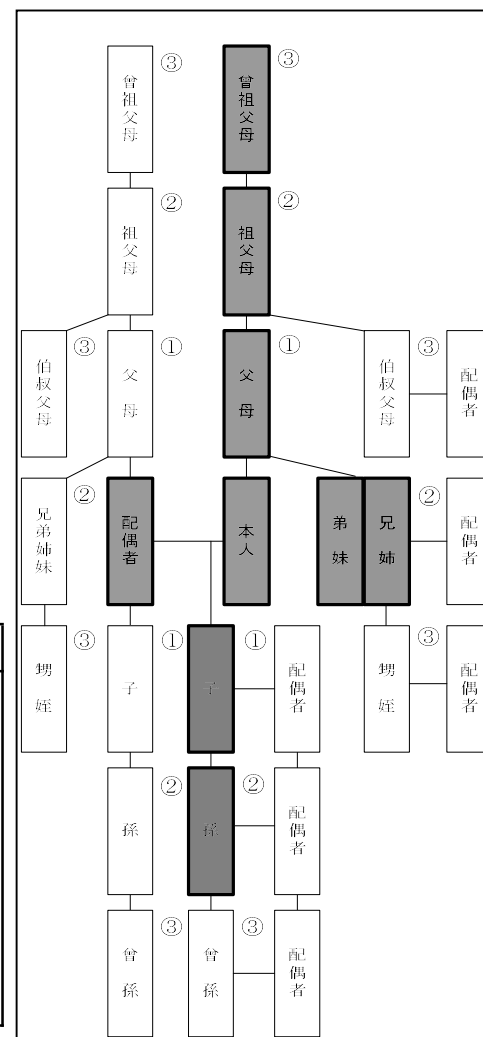 ③ ③
曾祖父母 曾祖父母
② ②
祖父母 祖父母
③ ① ① ③
伯叔父母 父母 父母 伯叔父母 配偶者
② ②
兄弟姉妹 配偶者 本人 弟妹 兄姉 配偶者
③ ① ① ③
甥姪 子 子 配偶者 甥姪 配偶者
② ②
孫 孫 配偶者
③ ③
曾孫 曾孫 配偶者